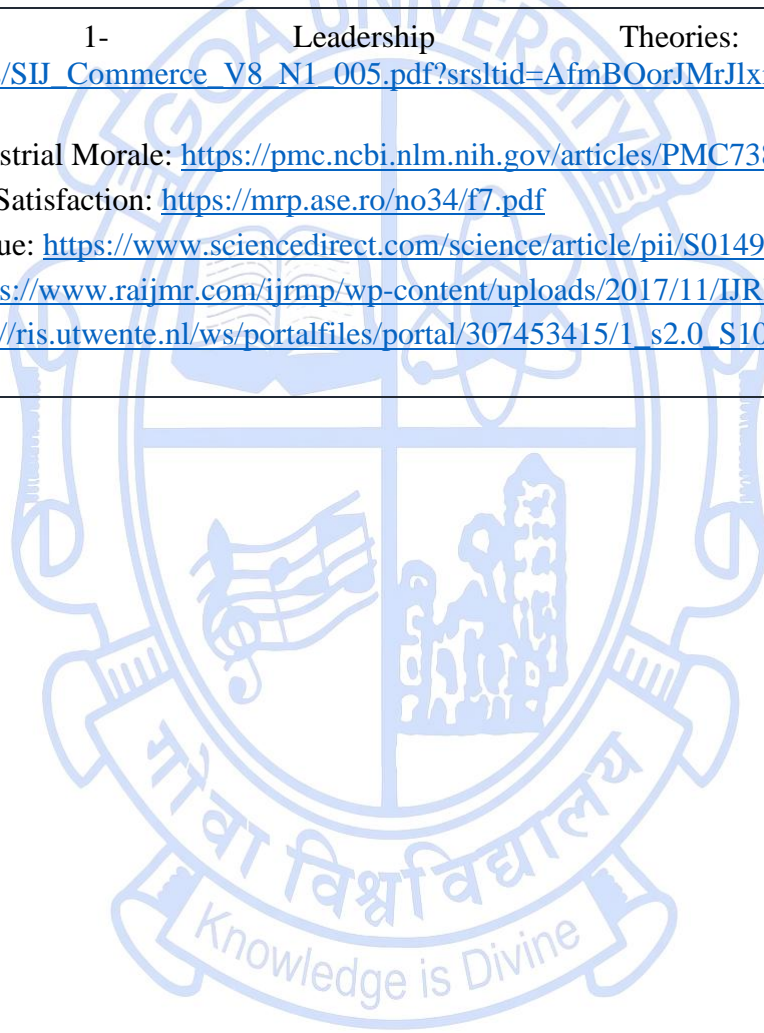 1- Leadership Theories:
/SIJ_Commerce_V8_N1_005.pdf?srsltid=AfmBOorJMrJlx
strial Morale: https://pmc.ncbi.nlm.nih.gov/articles/PMC73
Satisfaction: https://mrp.ase.ro/no34/f7.pdf
ue: https://www.sciencedirect.com/science/article/pii/S0149
s://www.raijmr.com/ijrmp/wp-content/uploads/2017/11/IJR
//ris.utwente.nl/ws/portalfiles/portal/307453415/1_s2.0_S10
GOA UNIVERSITY
गोंवा विश्वविद्यालय
Knowledge is Divine